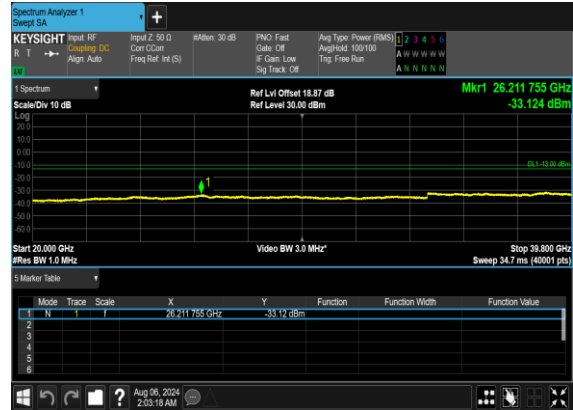 Spectrum Analyzer 1
Swept SA
+
KEYSIGHT Input: RF Input Z: 50 Ω #Atten: 30 dB PNO: Fast Avg Type: Power (RMS) 1 2 3 4 5 6
R T Coupling: DC Corr CCorr Gate: Off Avg|Hold: 100/100 A W W W W W
Align: Auto Freq Ref: Int (S) IF Gain: Low Trig: Free Run
LM Sig Track: Off A N N N N N
1 Spectrum Ref Lvl Offset 18.87 dB Mkr1 26.211 755 GHz
Scale/Div 10 dB Ref Level 30.00 dBm -33.124 dBm
Log
20.0
10.0
0.00
-10.0
DL1 -13.00 dBm
-20.0
1
-30.0
-40.0
-50.0
-60.0
Start 20.000 GHz Video BW 3.0 MHz* Stop 39.800 GHz
#Res BW 1.0 MHz Sweep 34.7 ms (40001 pts)
5 Marker Table
Mode Trace Scale X Y Function Function Width Function Value
1 N 1 f 26.211 755 GHz -33.12 dBm
2
3
4
5
6
? Aug 06, 2024
2:03:18 AM